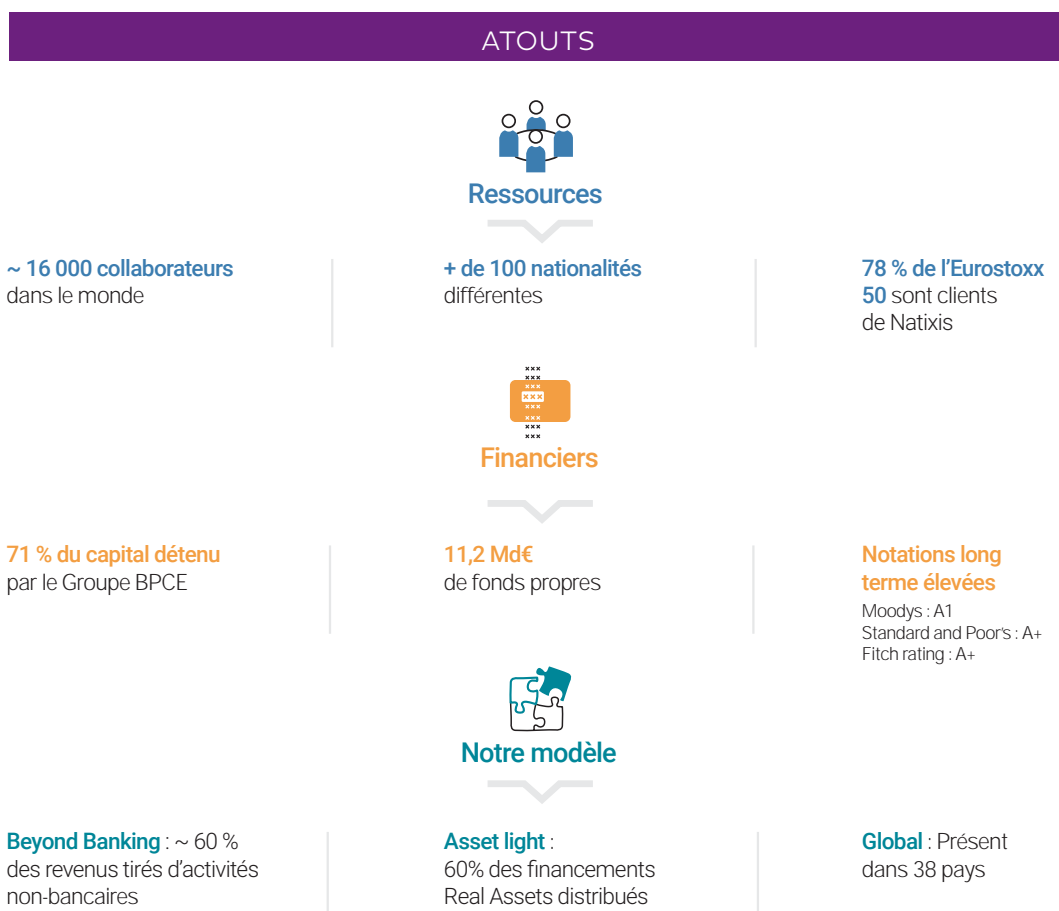 ATOUTS
Ressources
~ 16 000 collaborateurs
dans le monde
+ de 100 nationalités
différentes
78 % de l’Eurostoxx
50 sont clients
de Natixis
Financiers
71 % du capital détenu
par le Groupe BPCE
11,2 Md€
de fonds propres
Notations long
terme élevées
Moodys : A1
Standard and Poor's : A+
Fitch rating : A+
Notre modèle
Beyond Banking : ~ 60 %
des revenus tirés d’activités
non-bancaires
Asset light :
60% des financements
Real Assets distribués
Global : Présent
dans 38 pays